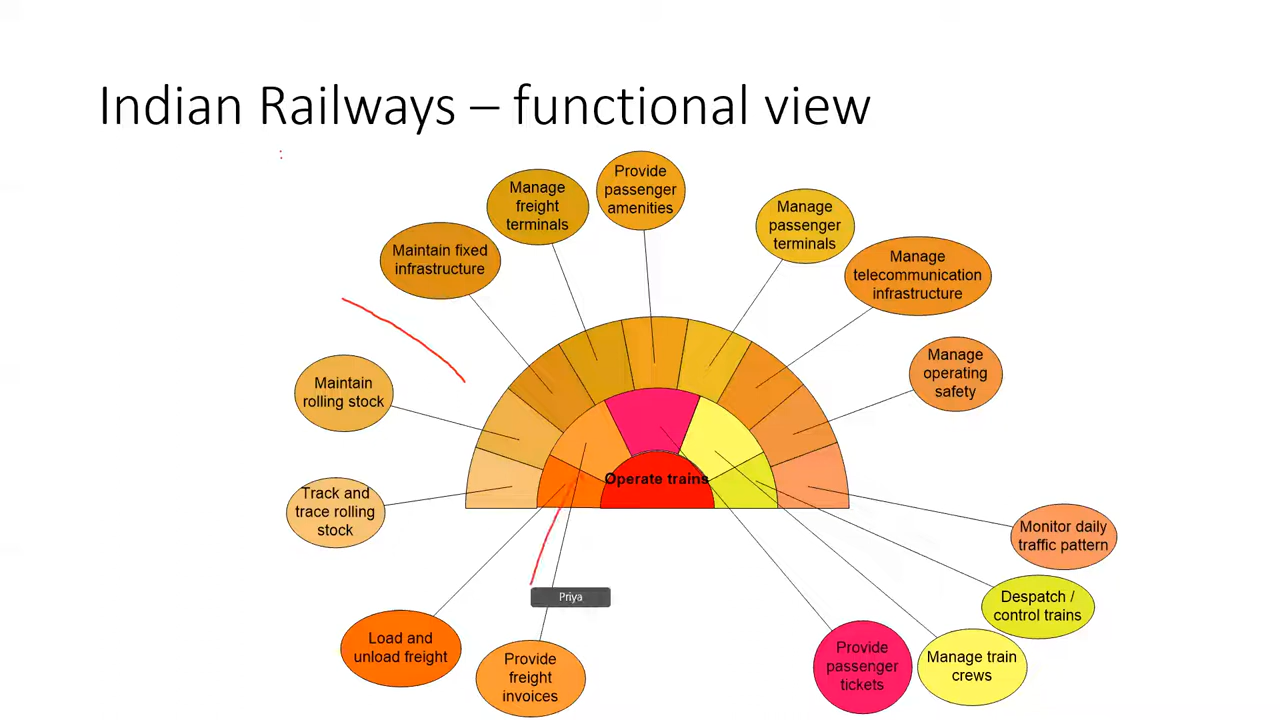 Indian Railways – functional view
Provide
passenger
amenities
Manage
freight
terminals
Manage
passenger
terminals
Maintain fixed
infrastructure
Manage
telecommunication
infrastructure
Manage
operating
safety
Maintain
rolling stock
Operate trains
Track and
trace rolling
stock
Monitor daily
traffic pattern
Priya
Despatch /
control trains
Load and
unload freight
Provide
freight
invoices
Provide
passenger
tickets
Manage train
crews